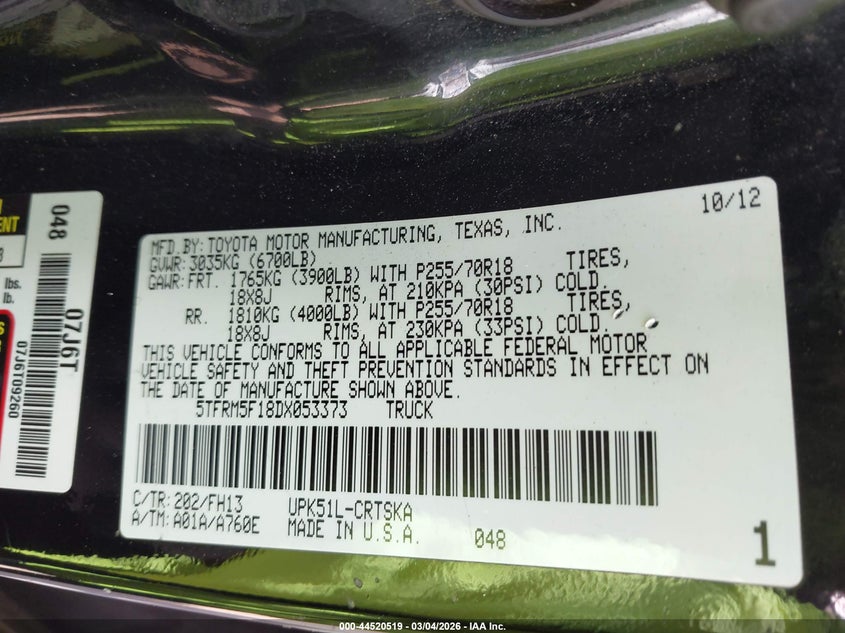 ENT
048
lbs.
lb.
07J6T
07J6T09260
10/12
MFD.BY:TOYOTA MOTOR MANUFACTURING, TEXAS, INC.
GVWR:3035KG (6700LB)
GAWR:FRT. 1765KG (3900LB) WITH P255/70R18 TIRES,
18X8J RIMS, AT 210KPA (30PSI) COLD.
RR. 1810KG (4000LB) WITH P255/70R18 TIRES,
18X8J RIMS, AT 230KPA (33PSI) COLD.
THIS VEHICLE CONFORMS TO ALL APPLICABLE FEDERAL MOTOR
VEHICLE SAFETY AND THEFT PREVENTION STANDARDS IN EFFECT ON
THE DATE OF MANUFACTURE SHOWN ABOVE.
5TFRM5F18DX053373 TRUCK
C/TR:202/FH13 UPK51L-CRTSKA
A/TM:A01A/A760E MADE IN U.S.A. 048
1
000-44520519 - 03/04/2026 - IAA Inc.